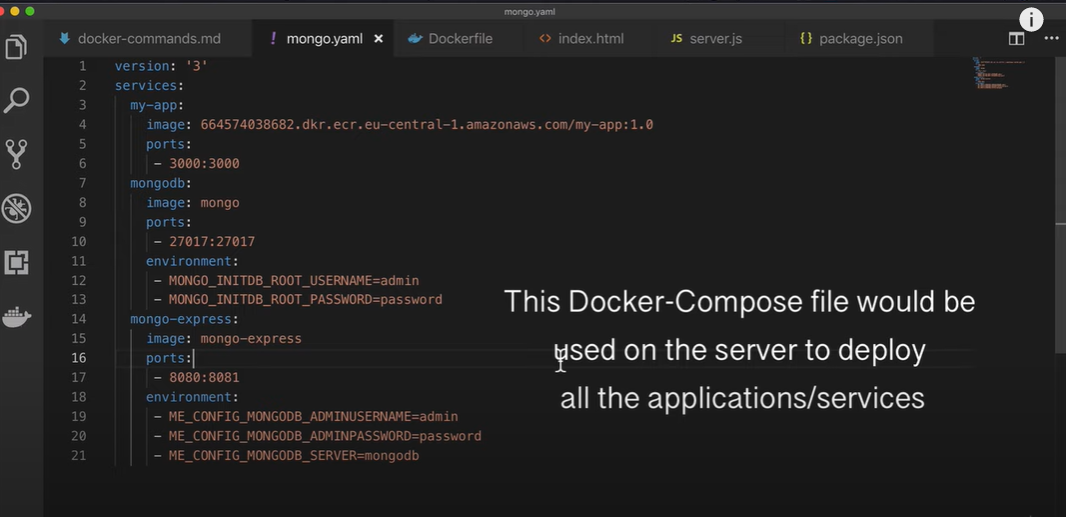 mongo.yaml
i
docker-commands.md
! mongo.yaml ×
Dockerfile
<> index.html
JS server.js
{} package.json
1 version: '3'
2 services:
3 my-app:
4 image: 664574038682.dkr.ecr.eu-central-1.amazonaws.com/my-app:1.0
5 ports:
6 - 3000:3000
7 mongodb:
8 image: mongo
9 ports:
10 - 27017:27017
11 environment:
12 - MONGO_INITDB_ROOT_USERNAME=admin
13 - MONGO_INITDB_ROOT_PASSWORD=password
14 mongo-express:
15 image: mongo-express
16 ports:
17 - 8080:8081
18 environment:
19 - ME_CONFIG_MONGODB_ADMINUSERNAME=admin
20 - ME_CONFIG_MONGODB_ADMINPASSWORD=password
21 - ME_CONFIG_MONGODB_SERVER=mongodb
This Docker-Compose file would be
used on the server to deploy
all the applications/services